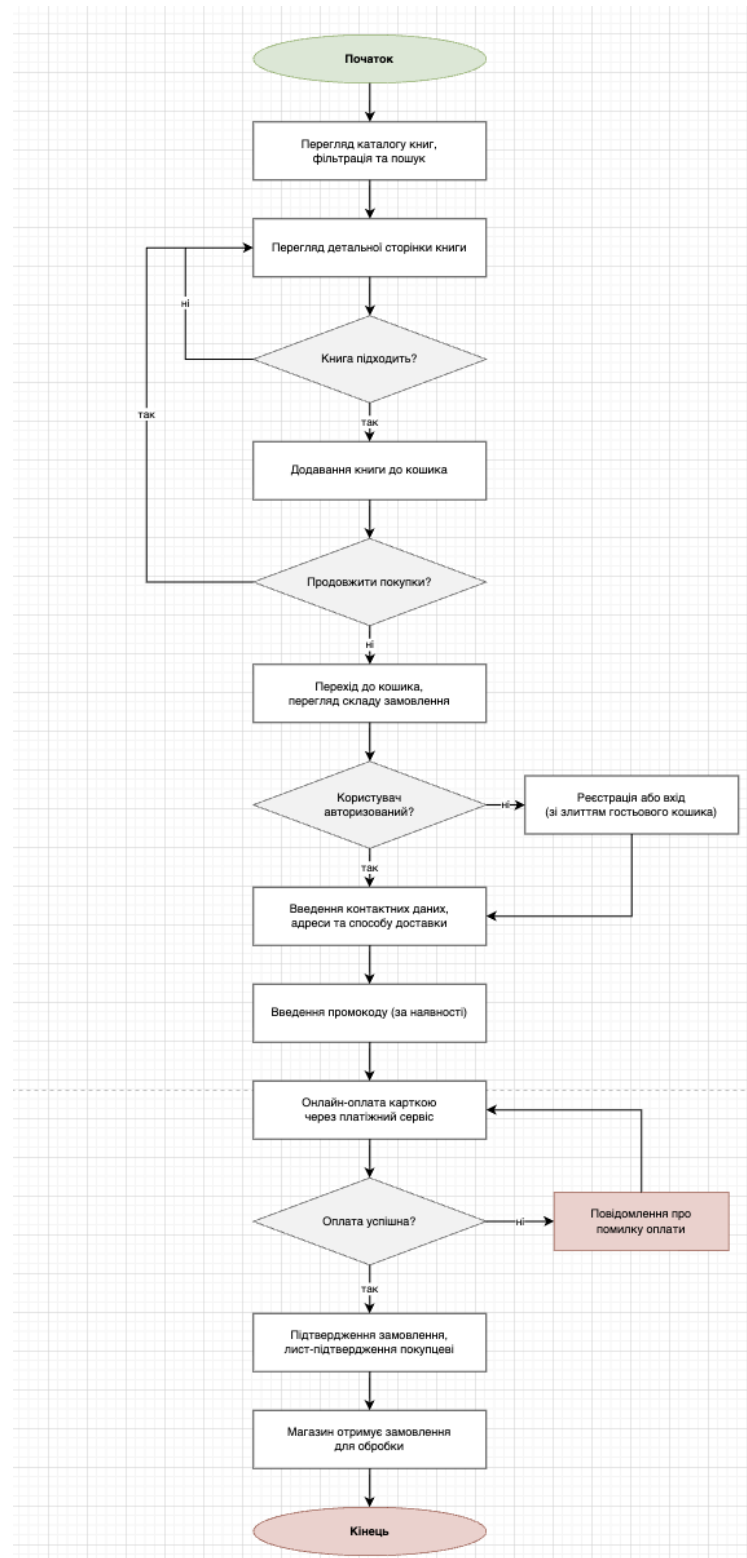 Початок
Перегляд каталогу книг,
фільтрація та пошук
Перегляд детальної сторінки книги
ні
Книга підходить?
так
так
Додавання книги до кошика
Продовжити покупки?
ні
Перехід до кошика,
перегляд складу замовлення
Користувач
авторизований?
ні
Реєстрація або вхід
(зі злиттям гостьового кошика)
так
Введення контактних даних,
адреси та способу доставки
Введення промокоду (за наявності)
Онлайн-оплата карткою
через платіжний сервіс
Оплата успішна?
ні
Повідомлення про
помилку оплати
так
Підтвердження замовлення,
лист-підтвердження покупцеві
Магазин отримує замовлення
для обробки
Кінець